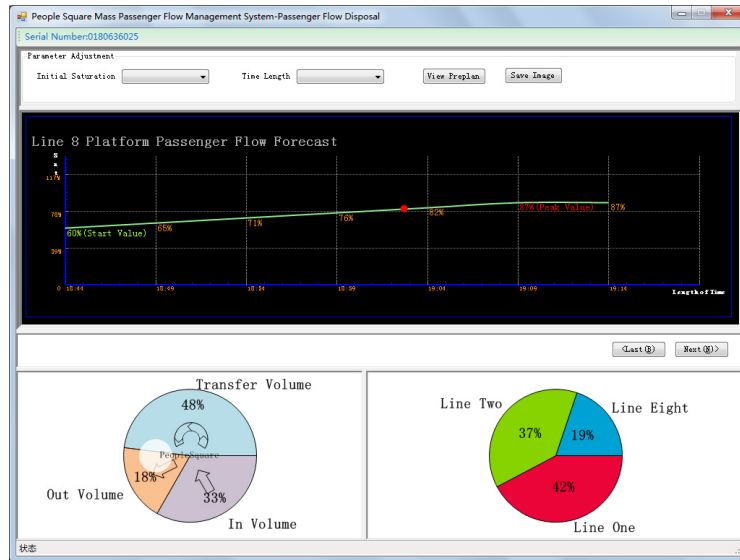 People Square Mass Passenger Flow Management System-Passenger Flow Disposal
Serial Number:0180636025
Parameter Adjustment
Initial Saturation
Time Length
View Preplan
Save Image
Line 8 Platform Passenger Flow Forecast
117%
78%
39%
0
60%(Start Value)
65%
71%
76%
82%
87%(Peak Value)
87%
18:44
18:49
18:54
18:59
19:04
19:09
19:14
Length of Time
<Last(B)
Next(N)>
Transfer Volume
48%
PeopleSquare
18%
Out Volume
33%
In Volume
Line Two
Line Eight
37%
19%
42%
Line One
状态